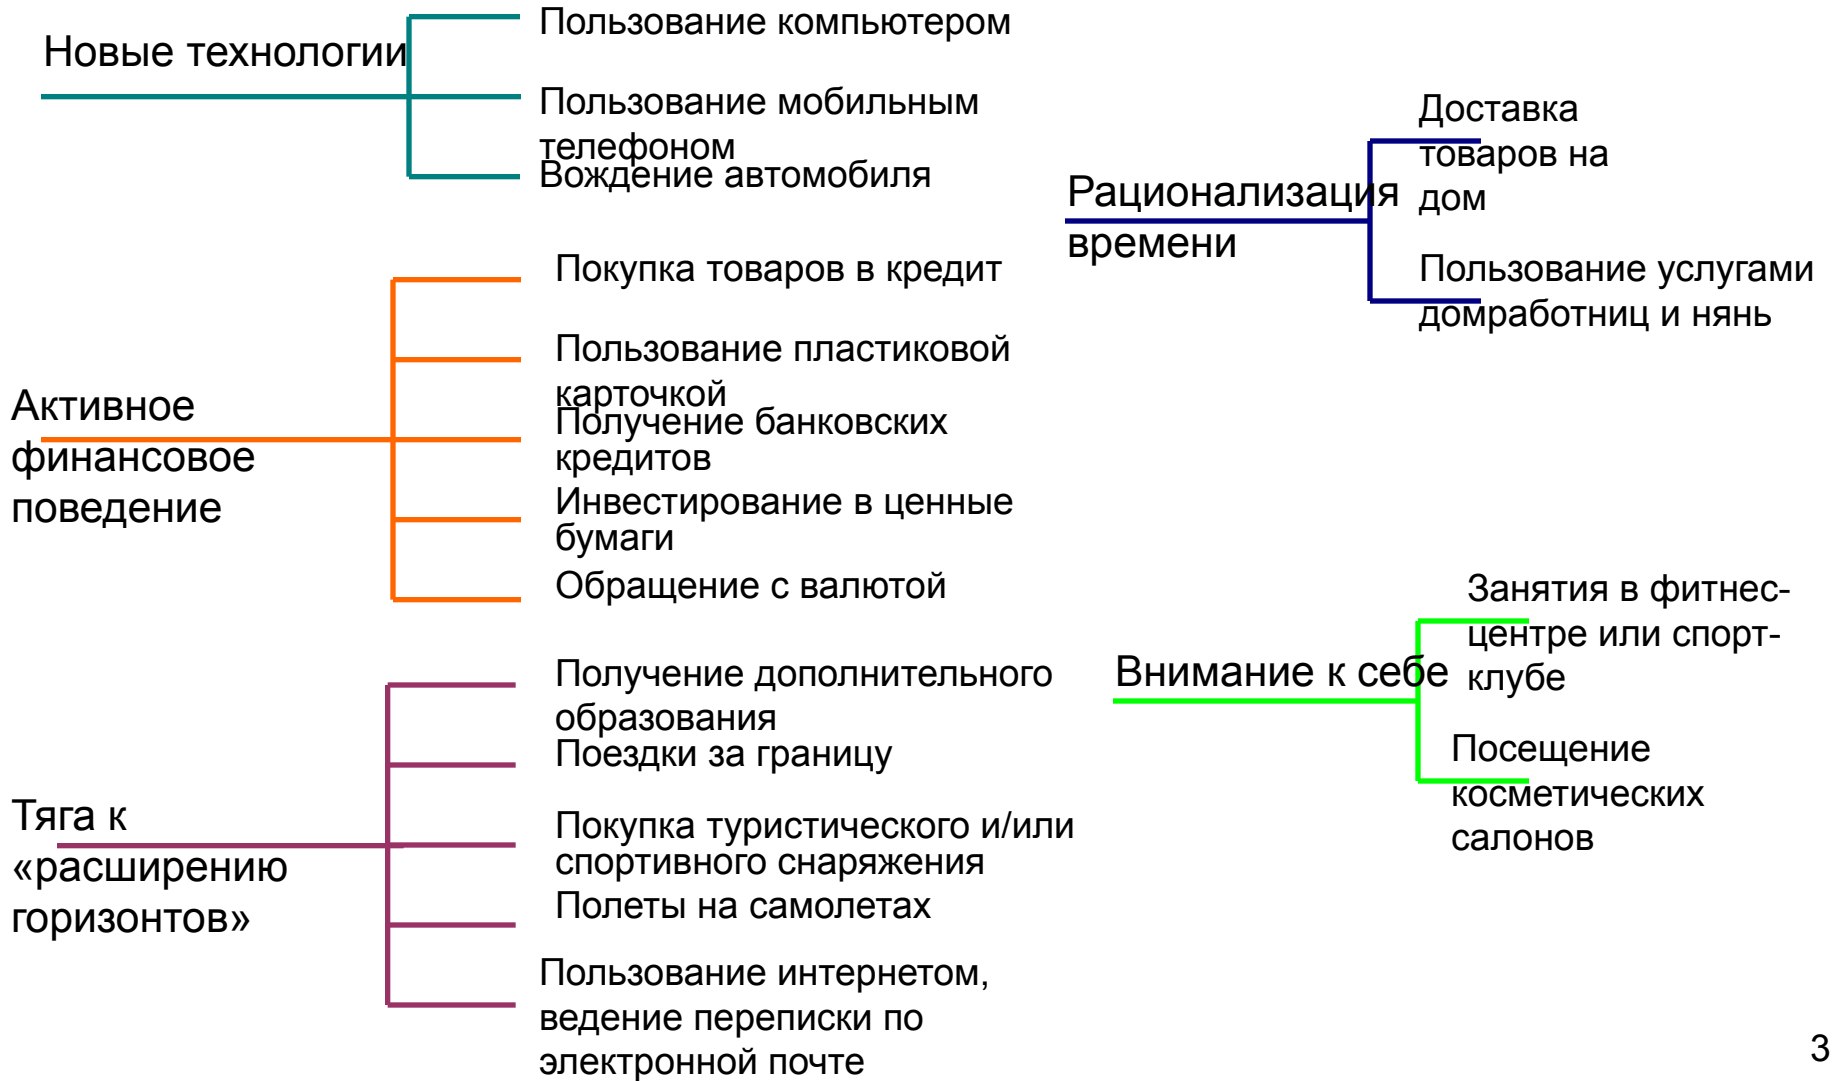 Новые технологии
Пользование компьютером
Пользование мобильным
телефоном
Вождение автомобиля
Активное
финансовое
поведение
Покупка товаров в кредит
Пользование пластиковой
карточкой
Получение банковских
кредитов
Инвестирование в ценные
бумаги
Обращение с валютой
Тяга к
«расширению
горизонтов»
Получение дополнительного
образования
Поездки за границу
Покупка туристического и/или
спортивного снаряжения
Полеты на самолетах
Пользование интернетом,
ведение переписки по
электронной почте
Рационализация
времени
Доставка
товаров на
дом
Пользование услугами
домработниц и нянь
Внимание к себе
Занятия в фитнес-
центре или спорт-
клубе
Посещение
косметических
салонов
3